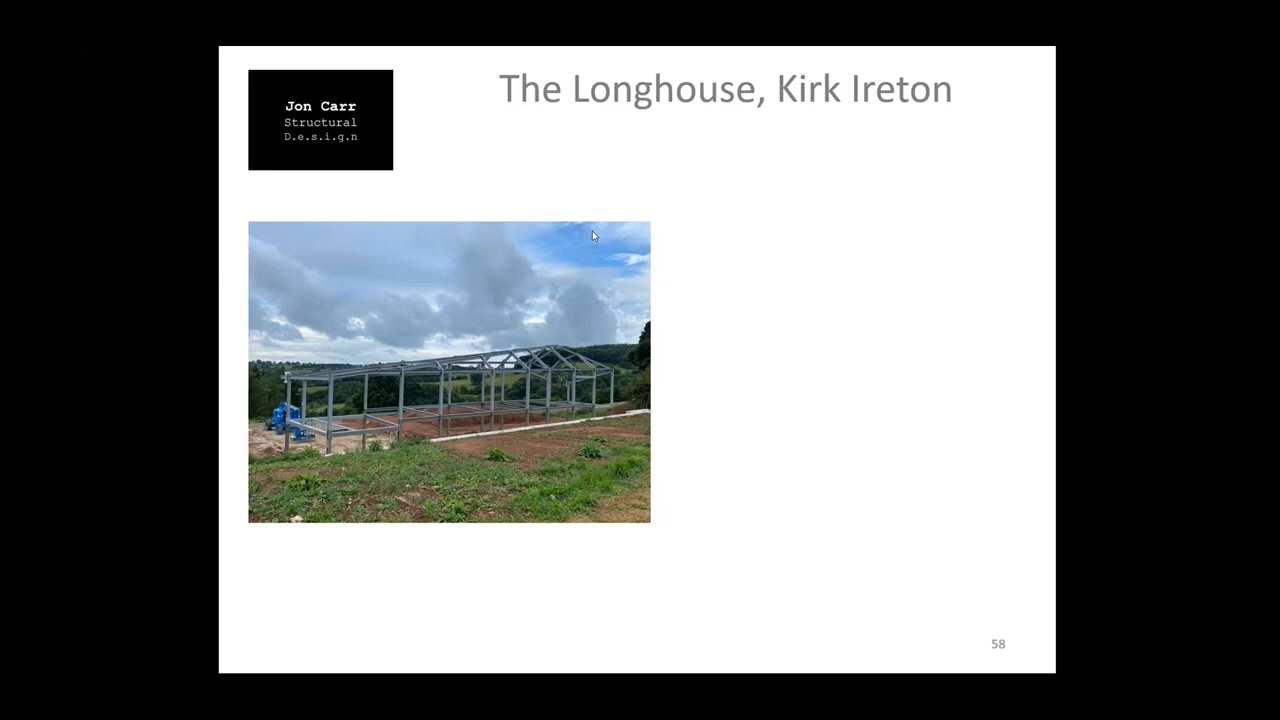 The Longhouse, Kirk Ireton
Jon Carr
Structural
D.e.s.i.g.n
58